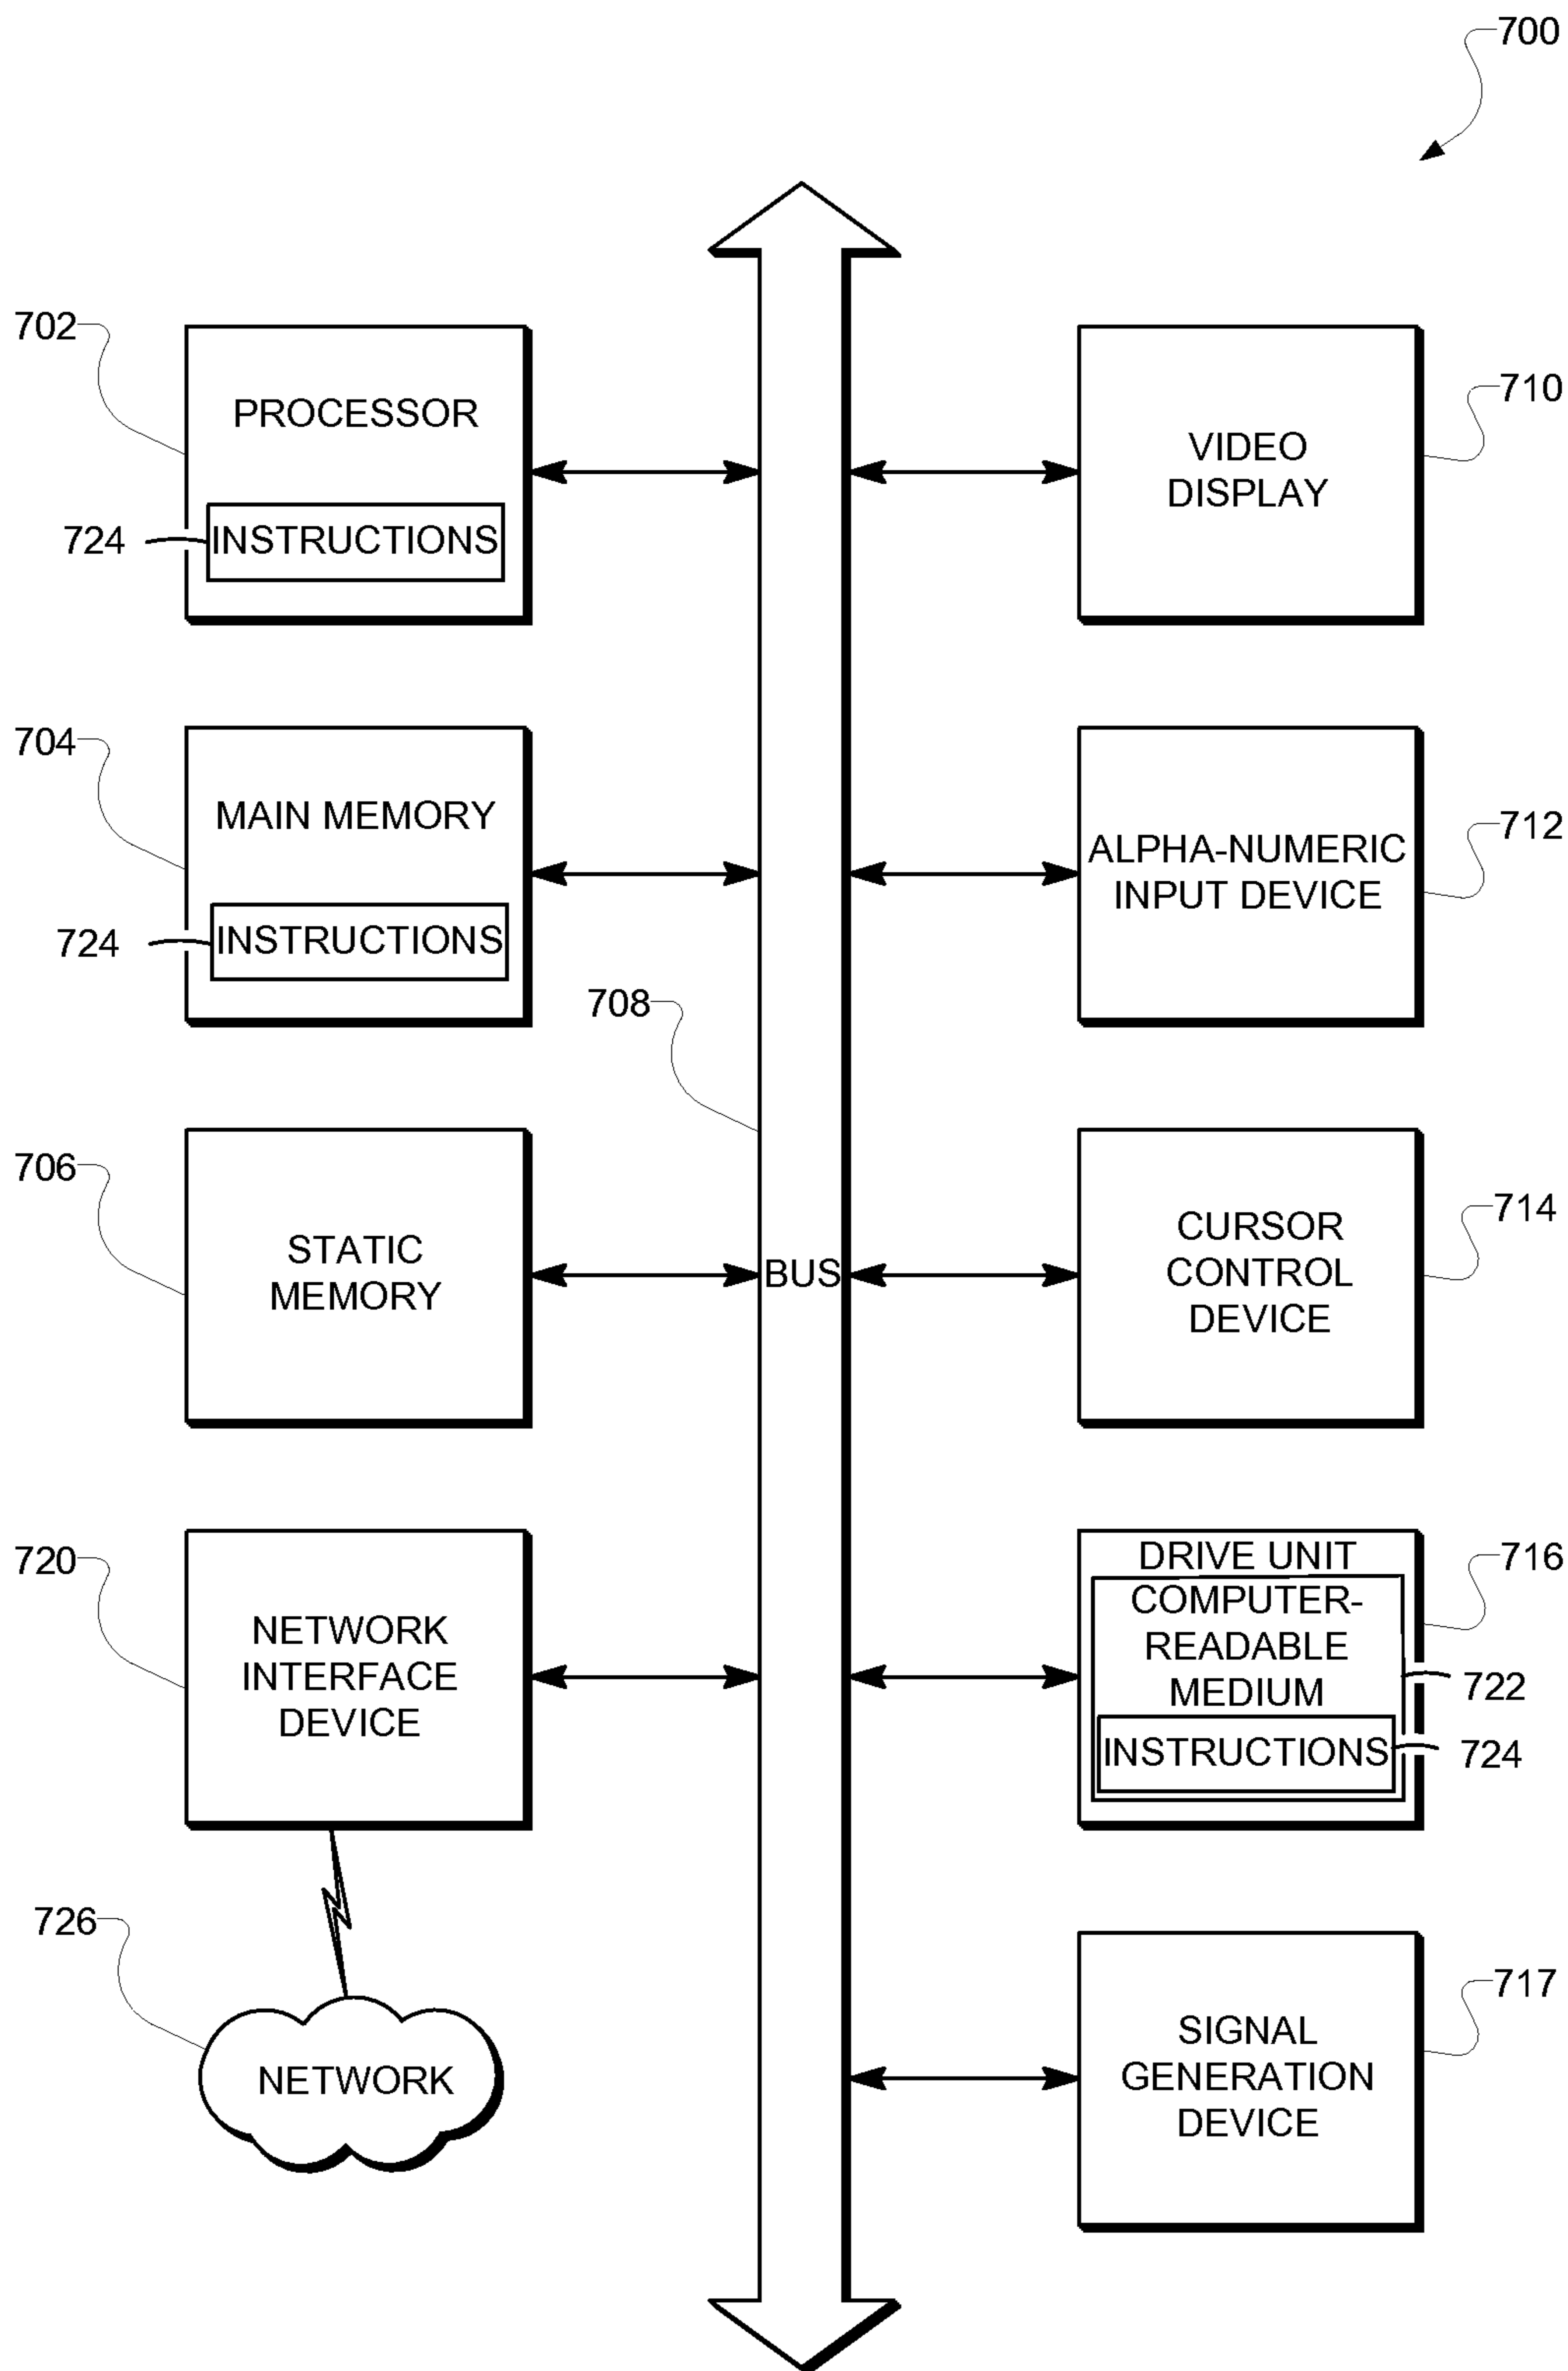 700
702
PROCESSOR
724
INSTRUCTIONS
710
VIDEO
DISPLAY
704
MAIN MEMORY
724
INSTRUCTIONS
712
ALPHA-NUMERIC
INPUT DEVICE
708
BUS
706
STATIC
MEMORY
714
CURSOR
CONTROL
DEVICE
720
NETWORK
INTERFACE
DEVICE
716
DRIVE UNIT
COMPUTER-
READABLE
MEDIUM
722
INSTRUCTIONS
724
726
NETWORK
717
SIGNAL
GENERATION
DEVICE